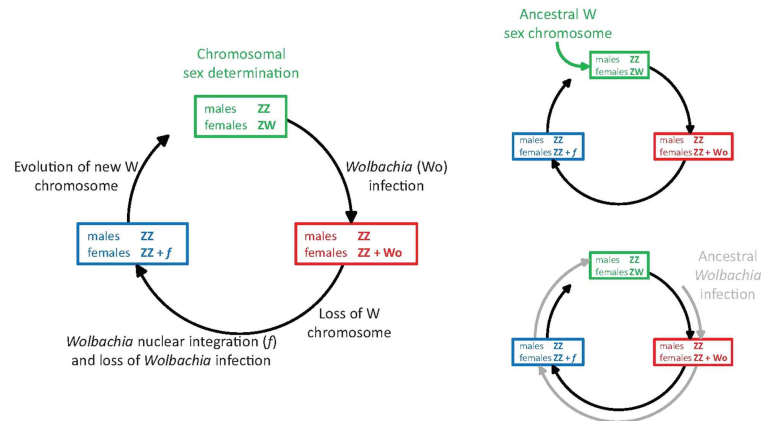 Chromosomal
sex determination
males ZZ
females ZW
Evolution of new W
chromosome
Wolbachia (Wo)
infection
males ZZ
females ZZ + f
males ZZ
females ZZ + Wo
Loss of W
chromosome
Wolbachia nuclear integration (f)
and loss of Wolbachia infection
Ancestral W
sex chromosome
males ZZ
females ZW
males ZZ
females ZZ + f
males ZZ
females ZZ + Wo
Ancestral
Wolbachia
infection
males ZZ
females ZW
males ZZ
females ZZ + f
males ZZ
females ZZ + Wo